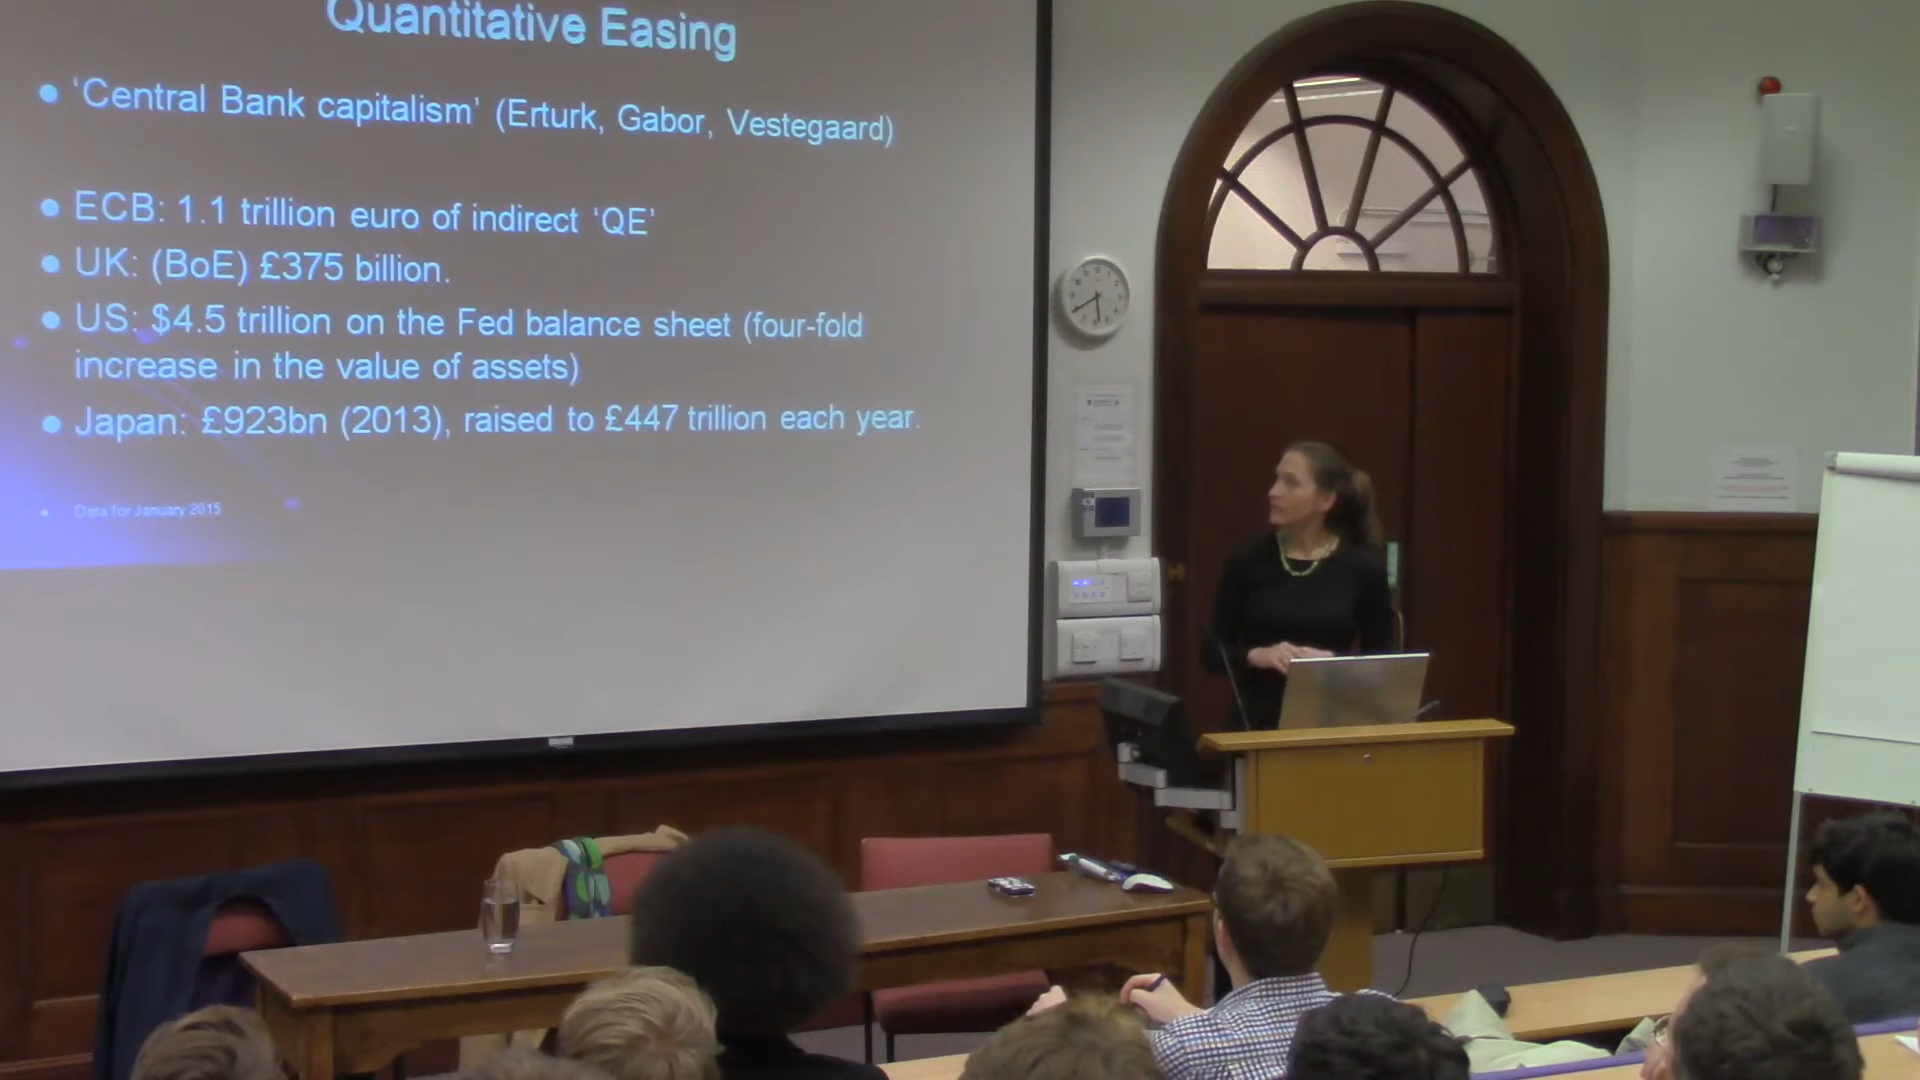 Quantitative Easing
• 'Central Bank capitalism' (Erturk, Gabor, Vestegaard)
• ECB: 1.1 trillion euro of indirect 'QE'
• UK: (BoE) £375 billion.
• US: $4.5 trillion on the Fed balance sheet (four-fold
increase in the value of assets)
• Japan: £923bn (2013), raised to £447 trillion each year.
• Data for January 2015